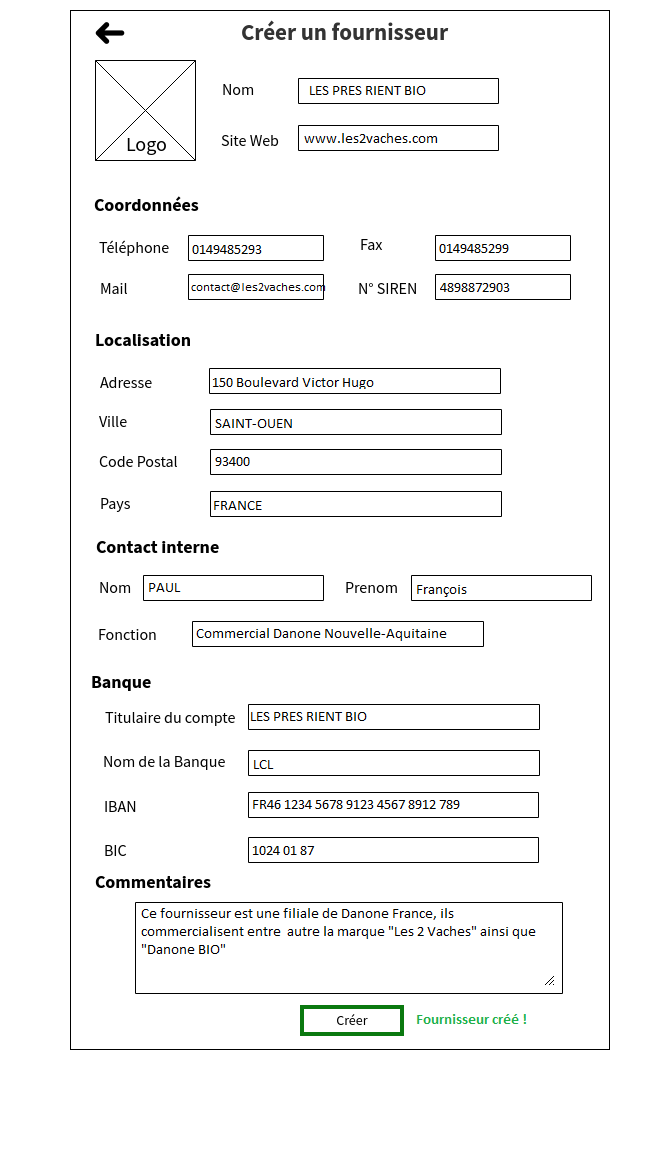 Créer un fournisseur
Logo
Nom LES PRES RIENT BIO
Site Web www.les2vaches.com
Coordonnées
Téléphone 0149485293 Fax 0149485299
Mail contact@les2vaches.com N° SIREN 4898872903
Localisation
Adresse 150 Boulevard Victor Hugo
Ville SAINT-OUEN
Code Postal 93400
Pays FRANCE
Contact interne
Nom PAUL Prenom François
Fonction Commercial Danone Nouvelle-Aquitaine
Banque
Titulaire du compte LES PRES RIENT BIO
Nom de la Banque LCL
IBAN FR46 1234 5678 9123 4567 8912 789
BIC 1024 01 87
Commentaires
Ce fournisseur est une filiale de Danone France, ils
commercialisent entre autre la marque "Les 2 Vaches" ainsi que
"Danone BIO"
Créer Fournisseur créé !